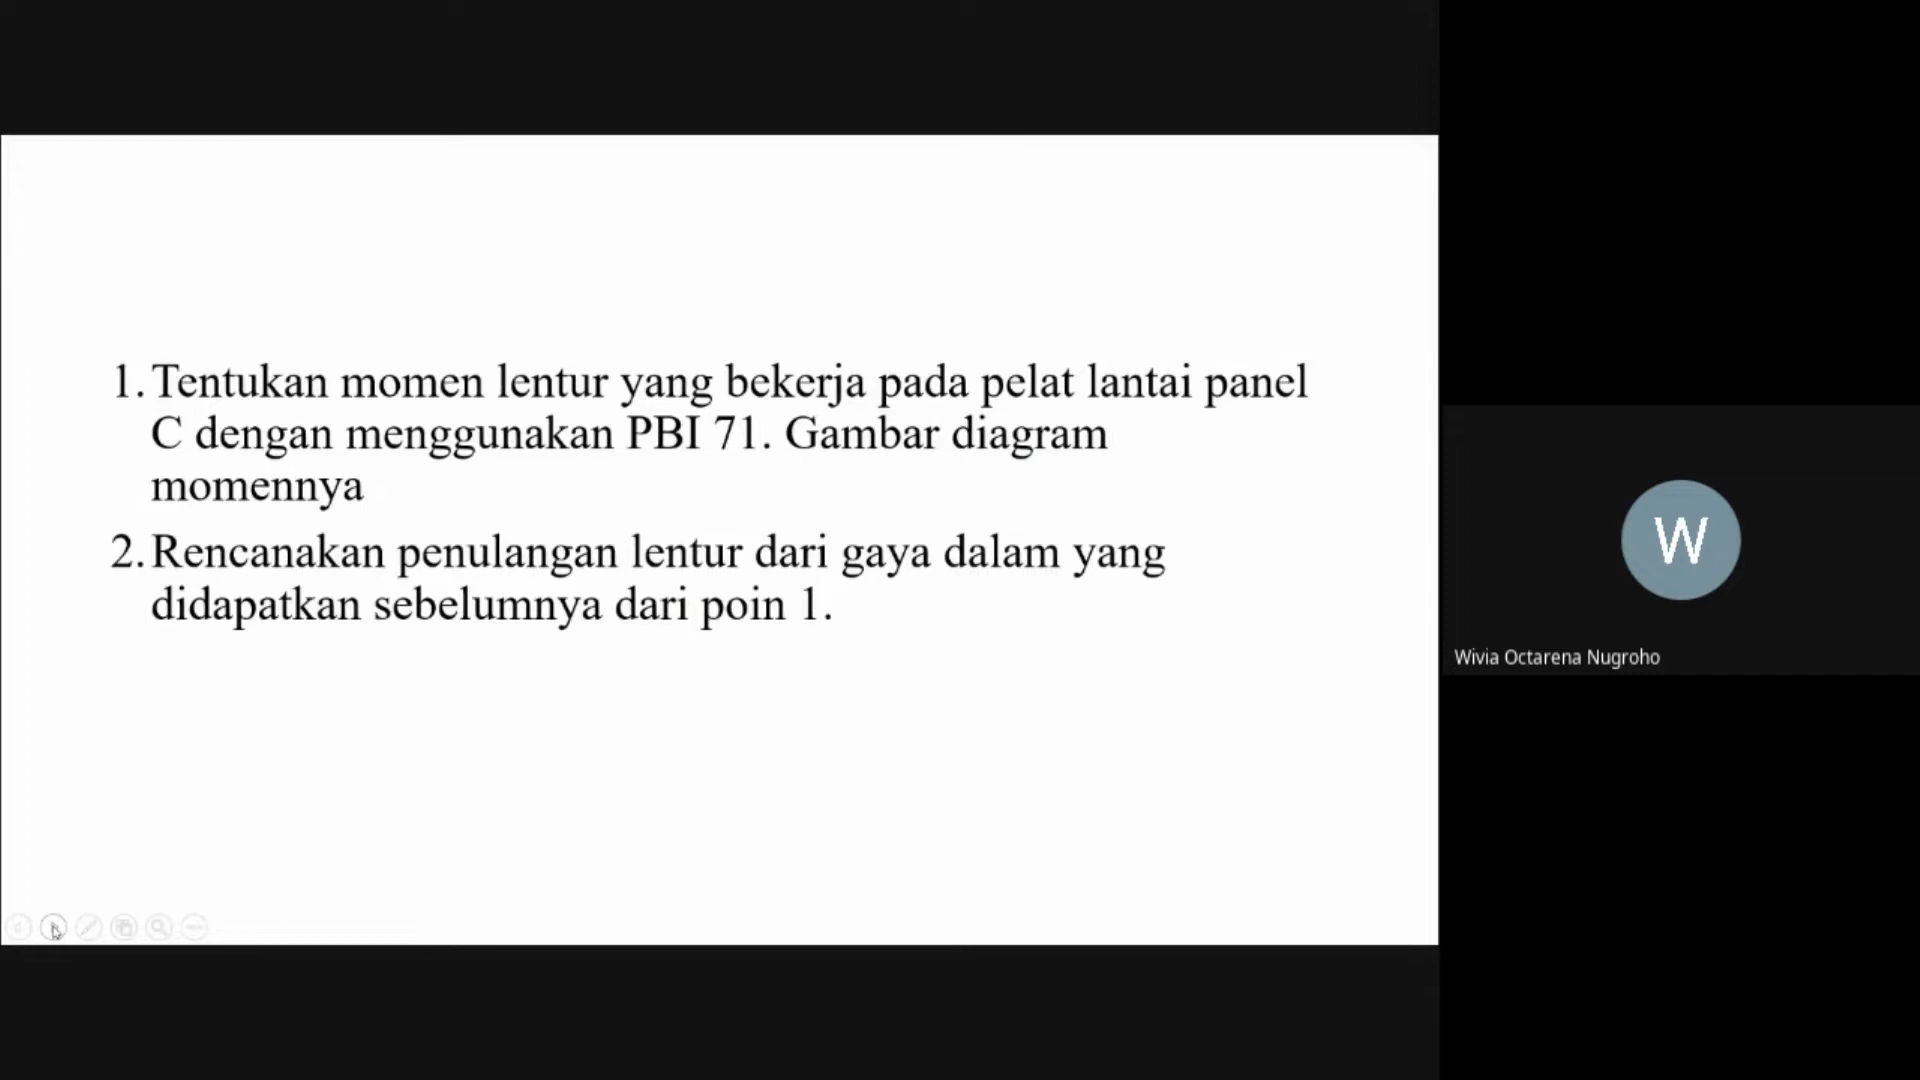 1. Tentukan momen lentur yang bekerja pada pelat lantai panel
C dengan menggunakan PBI 71. Gambar diagram
momennya
2. Rencanakan penulangan lentur dari gaya dalam yang
didapatkan sebelumnya dari poin 1.
W
Wivia Octarena Nugroho